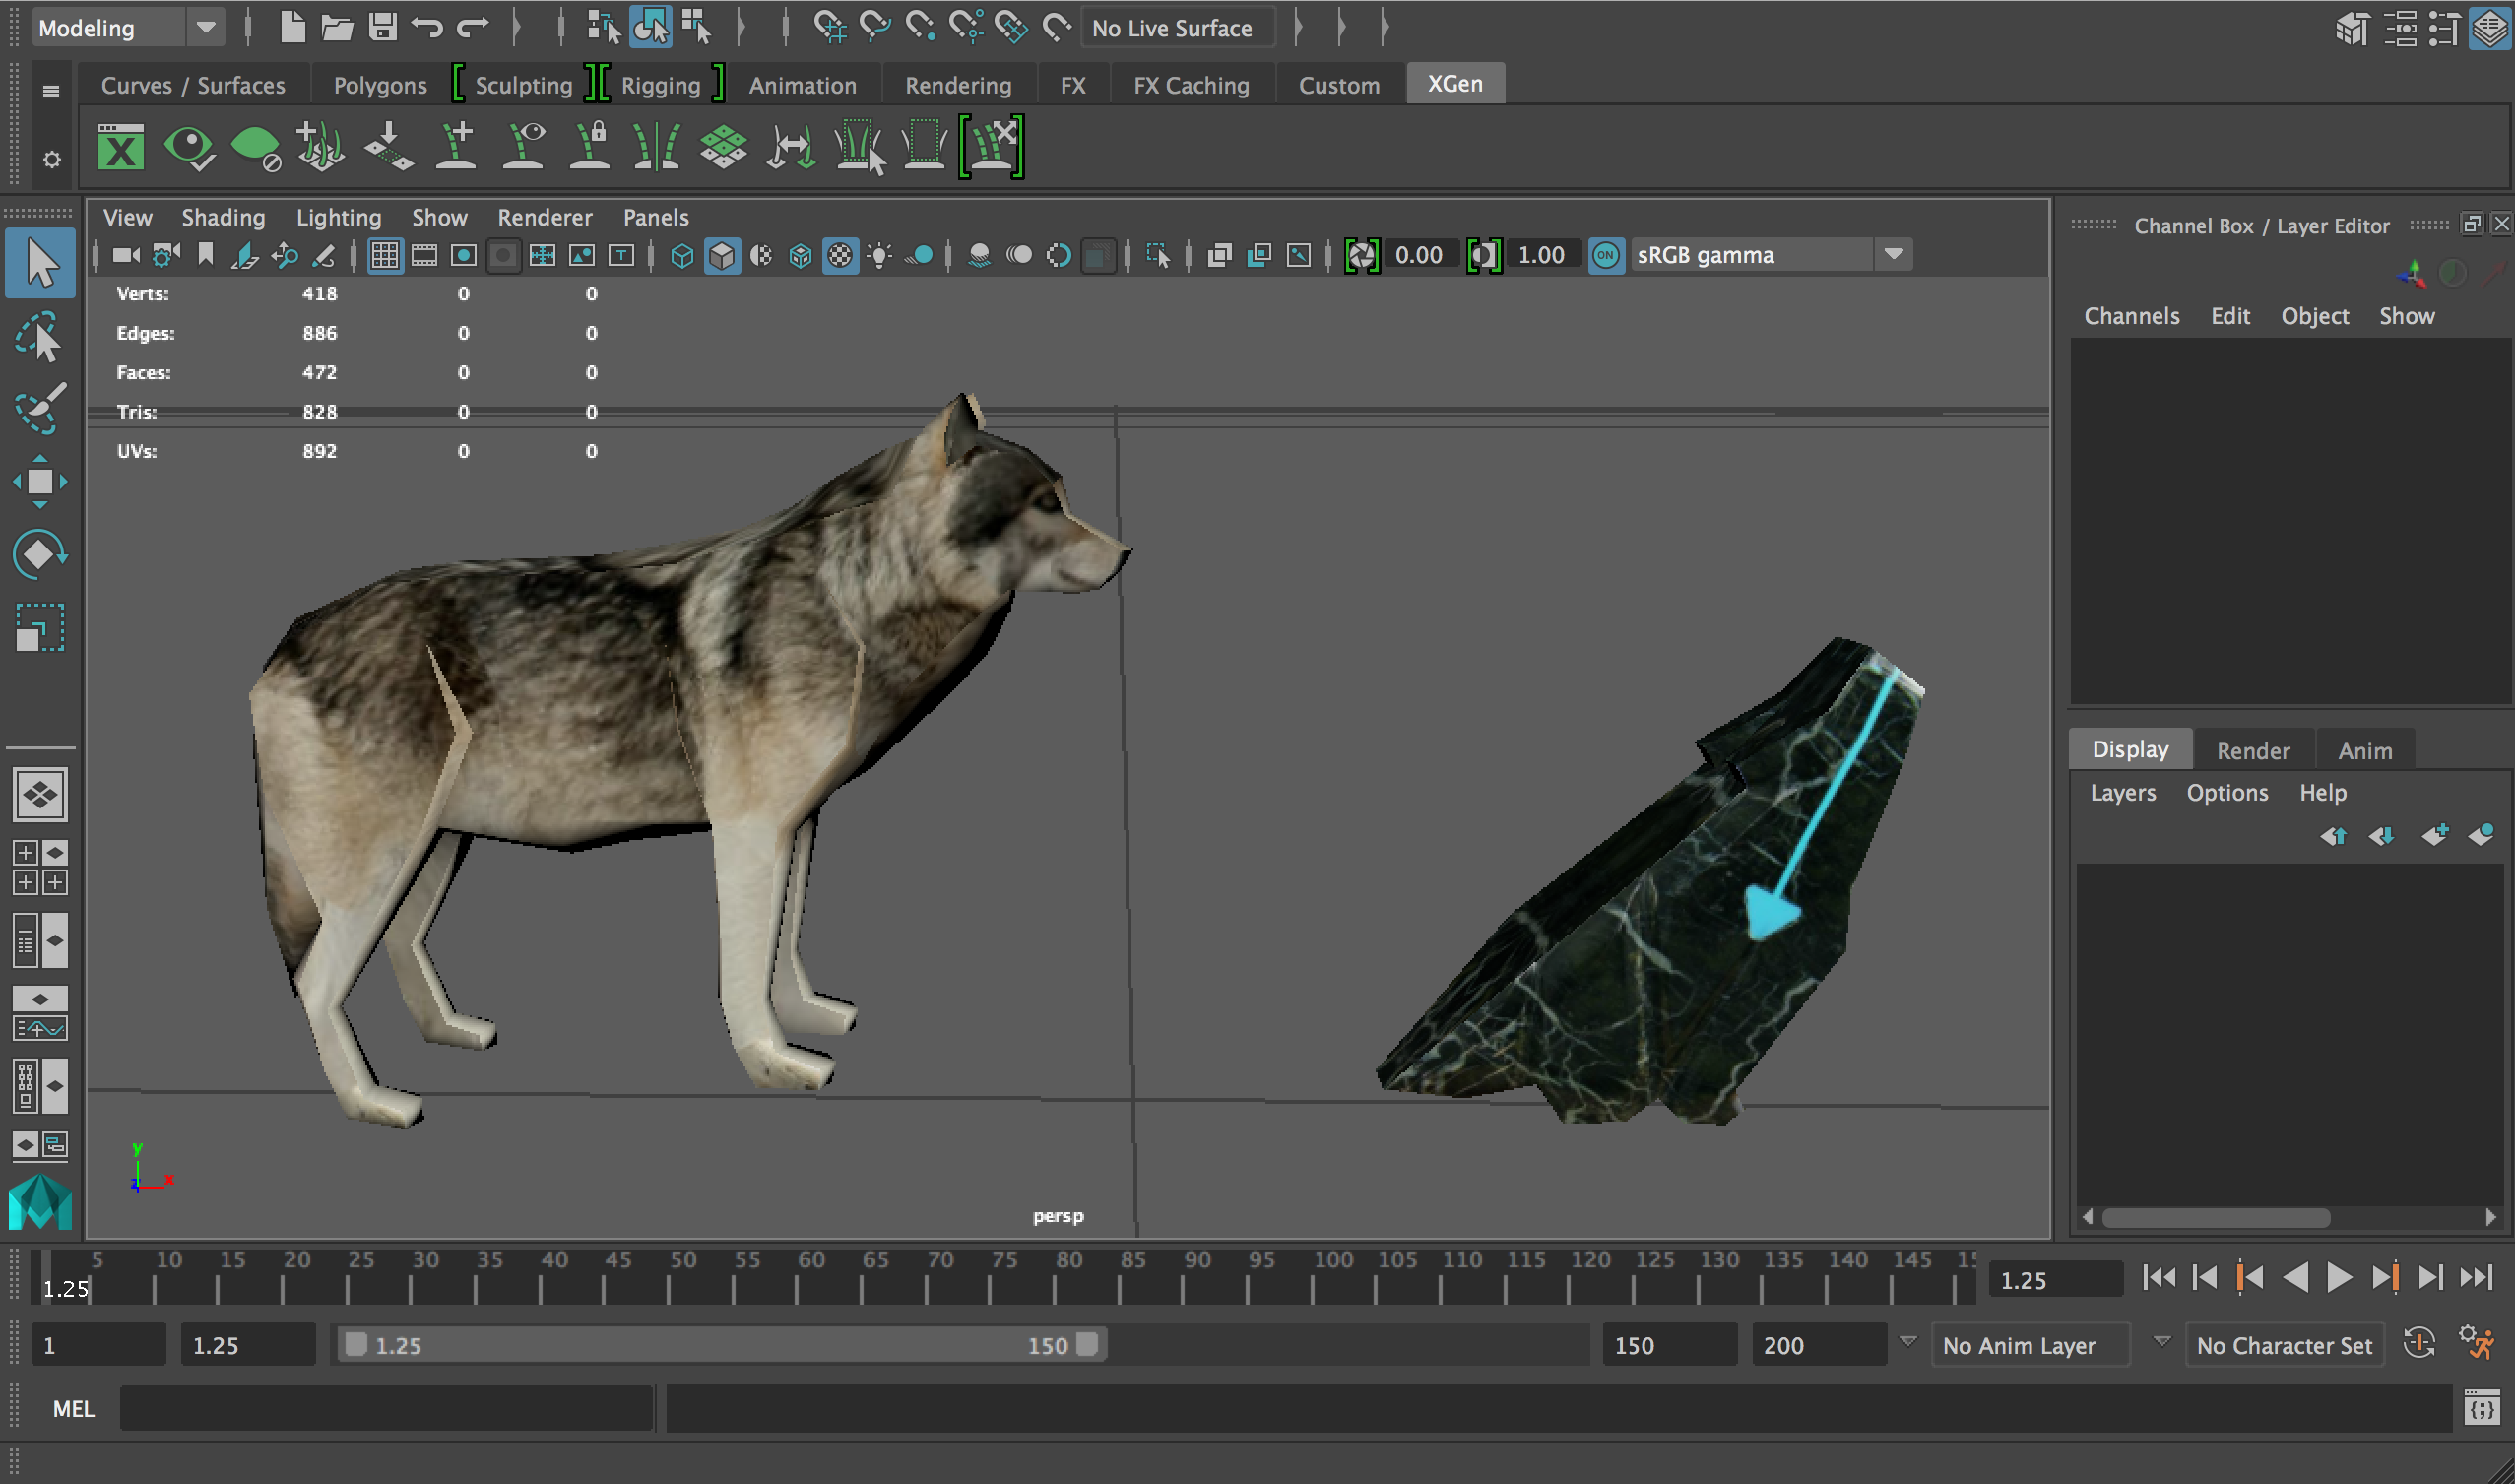 Modeling
No Live Surface
Curves / Surfaces Polygons Sculpting Rigging Animation Rendering FX FX Caching Custom XGen
View Shading Lighting Show Renderer Panels
0.00 1.00 ON sRGB gamma
Verts: 418 0 0
Edges: 886 0 0
Faces: 472 0 0
Tris: 828 0 0
UVs: 892 0 0
y
z x
persp
Channel Box / Layer Editor
Channels Edit Object Show
Display Render Anim
Layers Options Help
5 10 15 20 25 30 35 40 45 50 55 60 65 70 75 80 85 90 95 100 105 110 115 120 125 130 135 140 145
1.25
1.25
1 1.25 1.25 150 150 200 No Anim Layer No Character Set
MEL